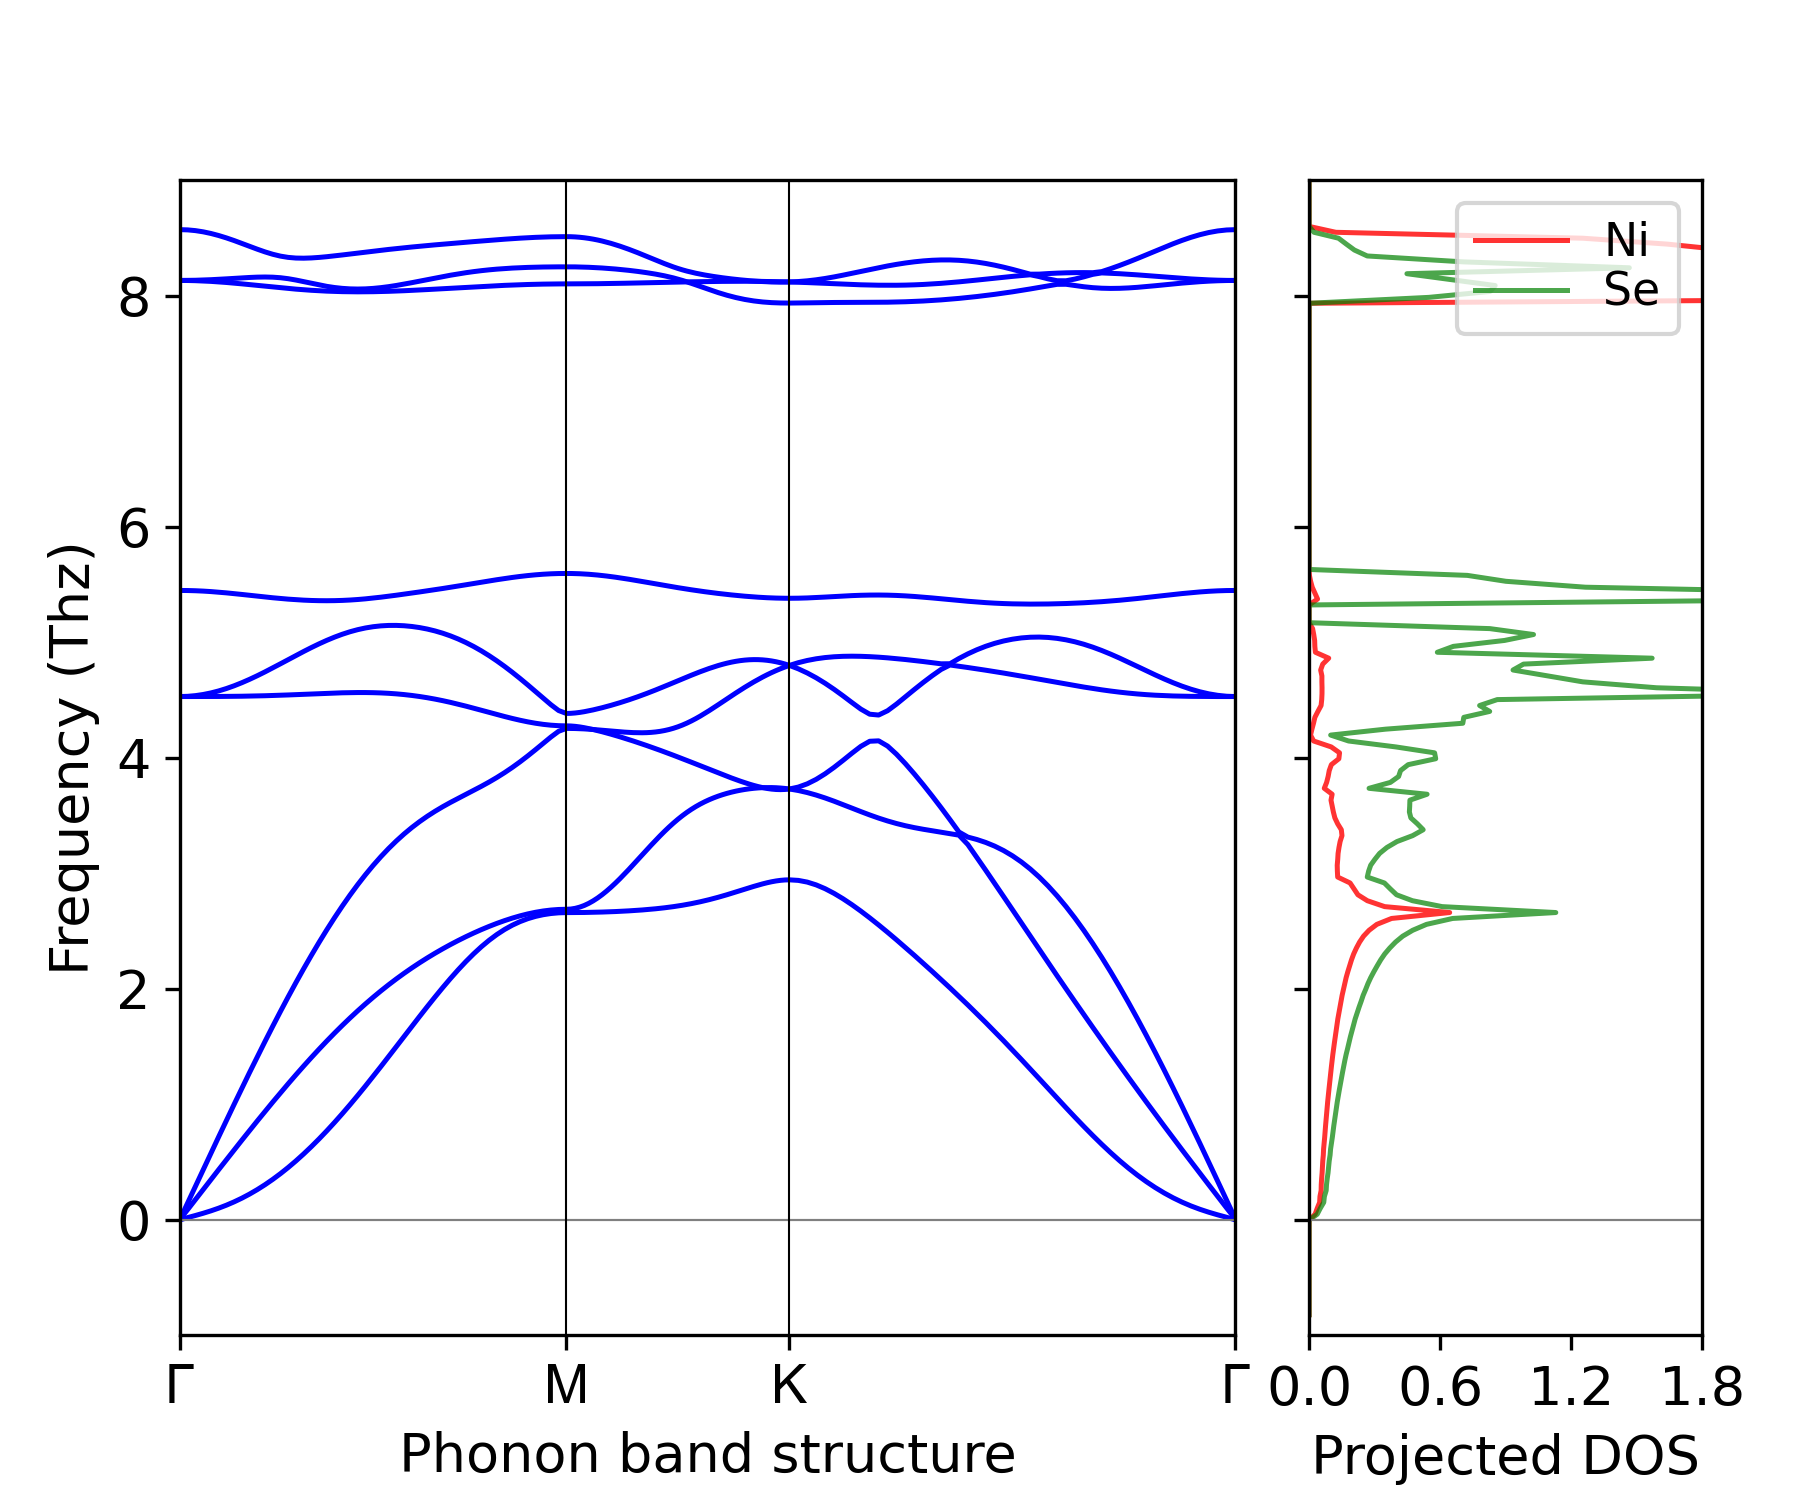 Ni
Se
8
6
4
2
0
Frequency (Thz)
Γ M K Γ
0.0 0.6 1.2 1.8
Phonon band structure
Projected DOS